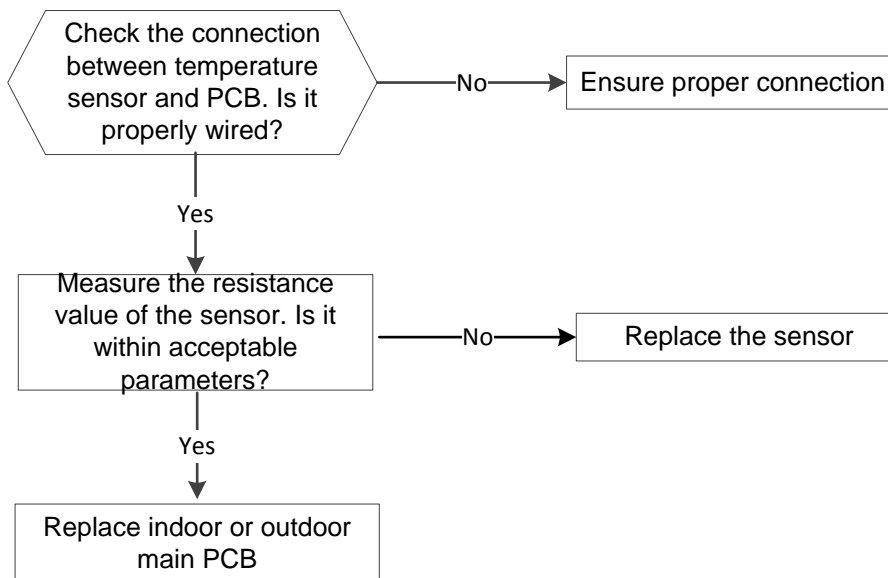 Check the connection
between temperature
sensor and PCB. Is it
properly wired?
No
Ensure proper connection
Yes
Measure the resistance
value of the sensor. Is it
within acceptable
parameters?
No
Replace the sensor
Yes
Replace indoor or outdoor
main PCB